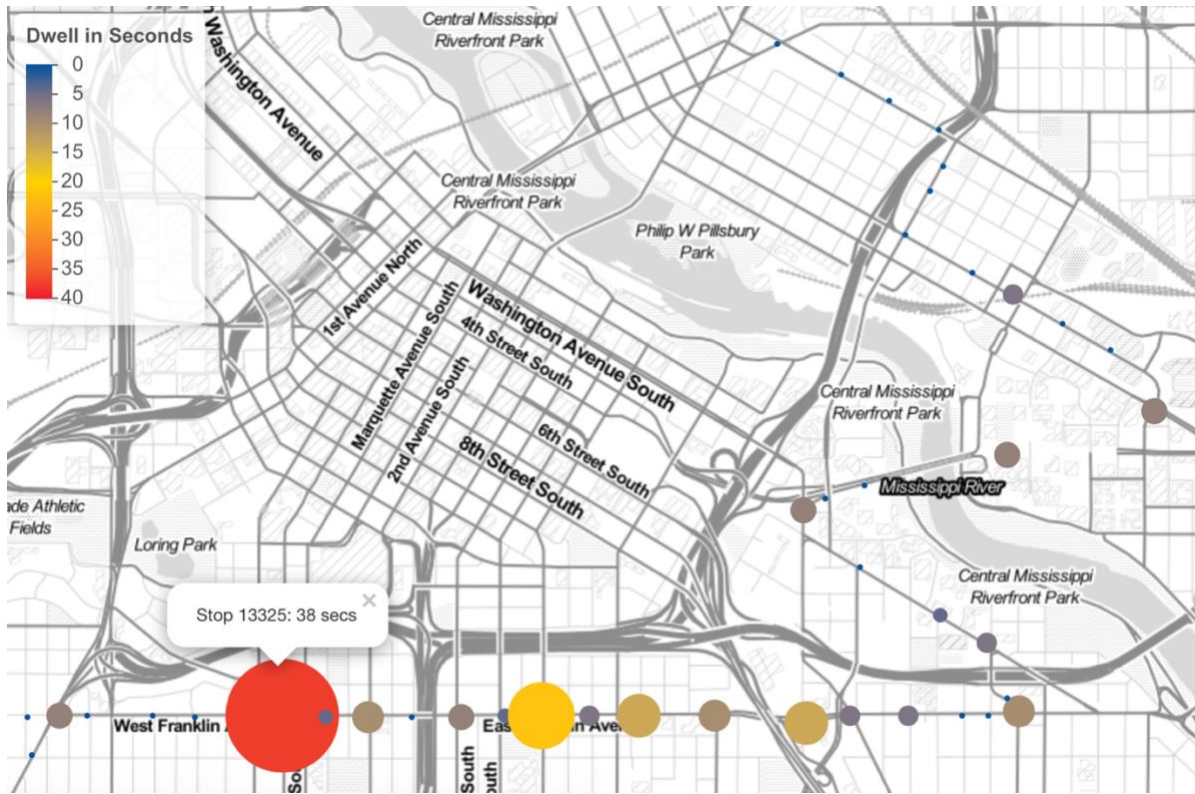 Dwell in Seconds
0
5
10
15
20
25
30
35
40
Washington Avenue
Central Mississippi
Riverfront Park
Central Mississippi
Riverfront Park
Philip W Pillsbury
Park
1st Avenue North
Marquette Avenue South
2nd Avenue South
Washington Avenue South
4th Street South
6th Street South
8th Street South
Central Mississippi
Riverfront Park
Mississippi River
Fields
Loring Park
Central Mississippi
Riverfront Park
Stop 13325: 38 secs
×
West Franklin
South